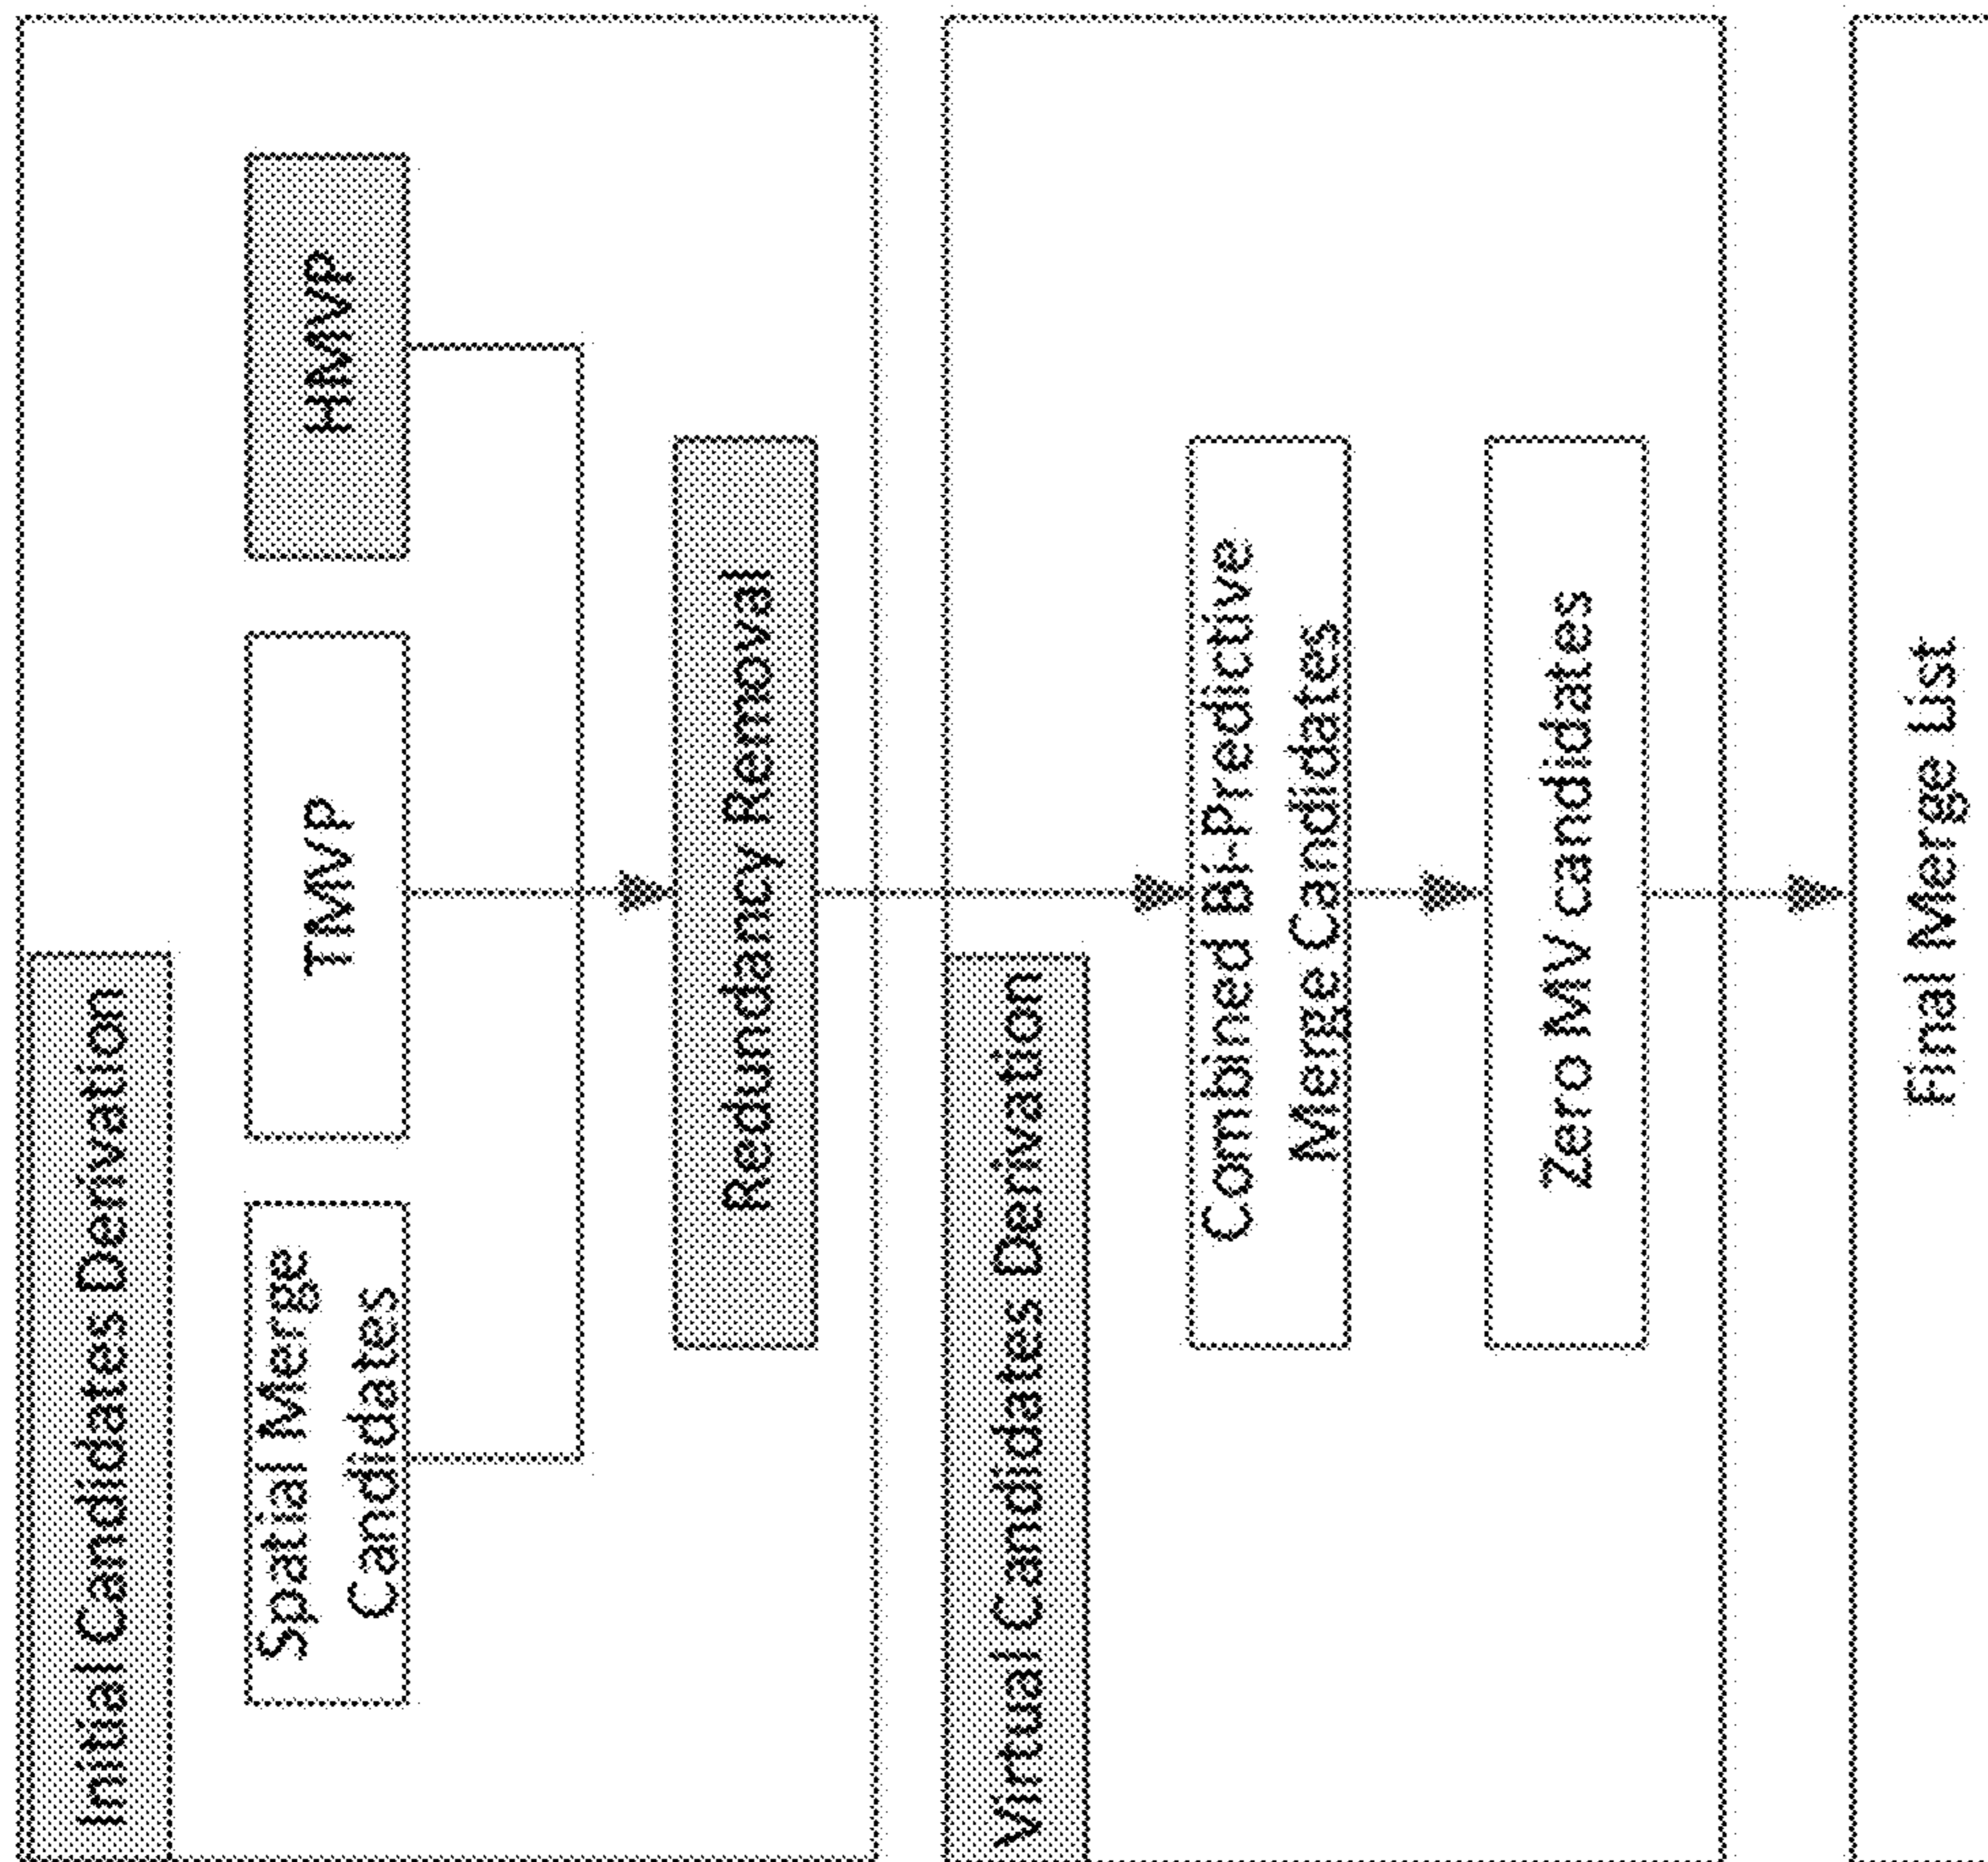 Initial Candidates Derivation
Spatial Merge
Candidates
TMVP
HMVP
Redundancy Removal
Virtual Candidates Derivation
Combined Bi-Predictive
Merge Candidates
Zero MV candidates
Final Merge List